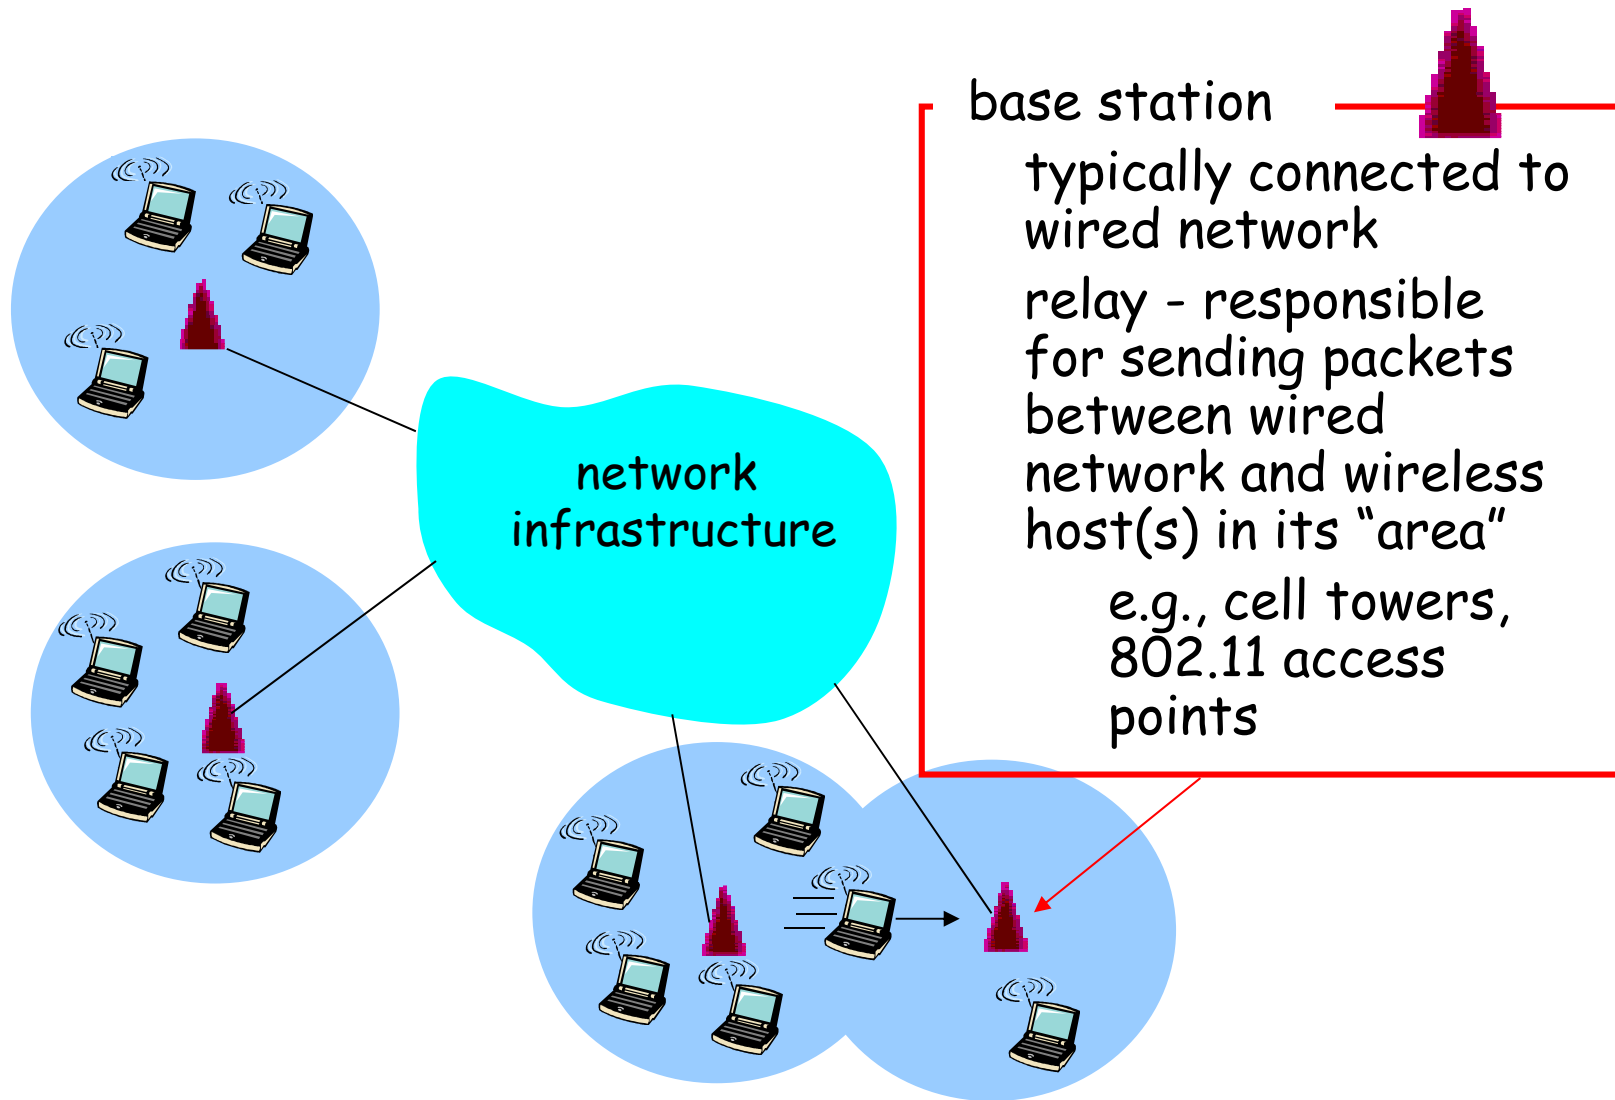 base station
typically connected to
wired network
relay - responsible
for sending packets
between wired
network and wireless
host(s) in its “area”
e.g., cell towers,
802.11 access
points
network
infrastructure